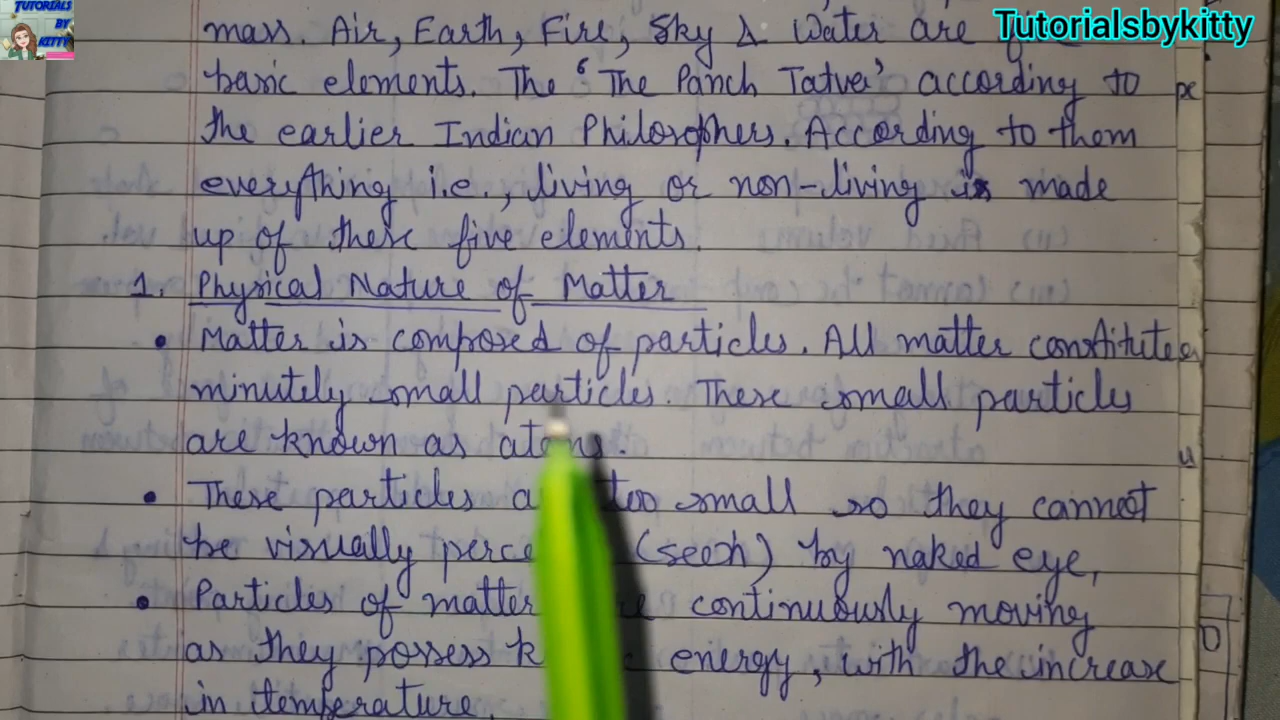 TUTORIALS
BY
KITTY
Tutorialsbykitty
mass. Air, Earth, Fire, Sky & Water are
basic elements. The 'The Panch Tatva' according to
the earlier Indian Philosophers. According to them
everything i.e., living or non-living is made
up of these five elements.
1. Physical Nature of Matter
• Matter is composed of particles. All matter constitutes
minutely small particles. These small particles
are known as atoms.
• These particles too small so they cannot
be visually (seen) by naked eye,
• Particles of matter continuously moving
as they possess energy, with the increase
in temperature.